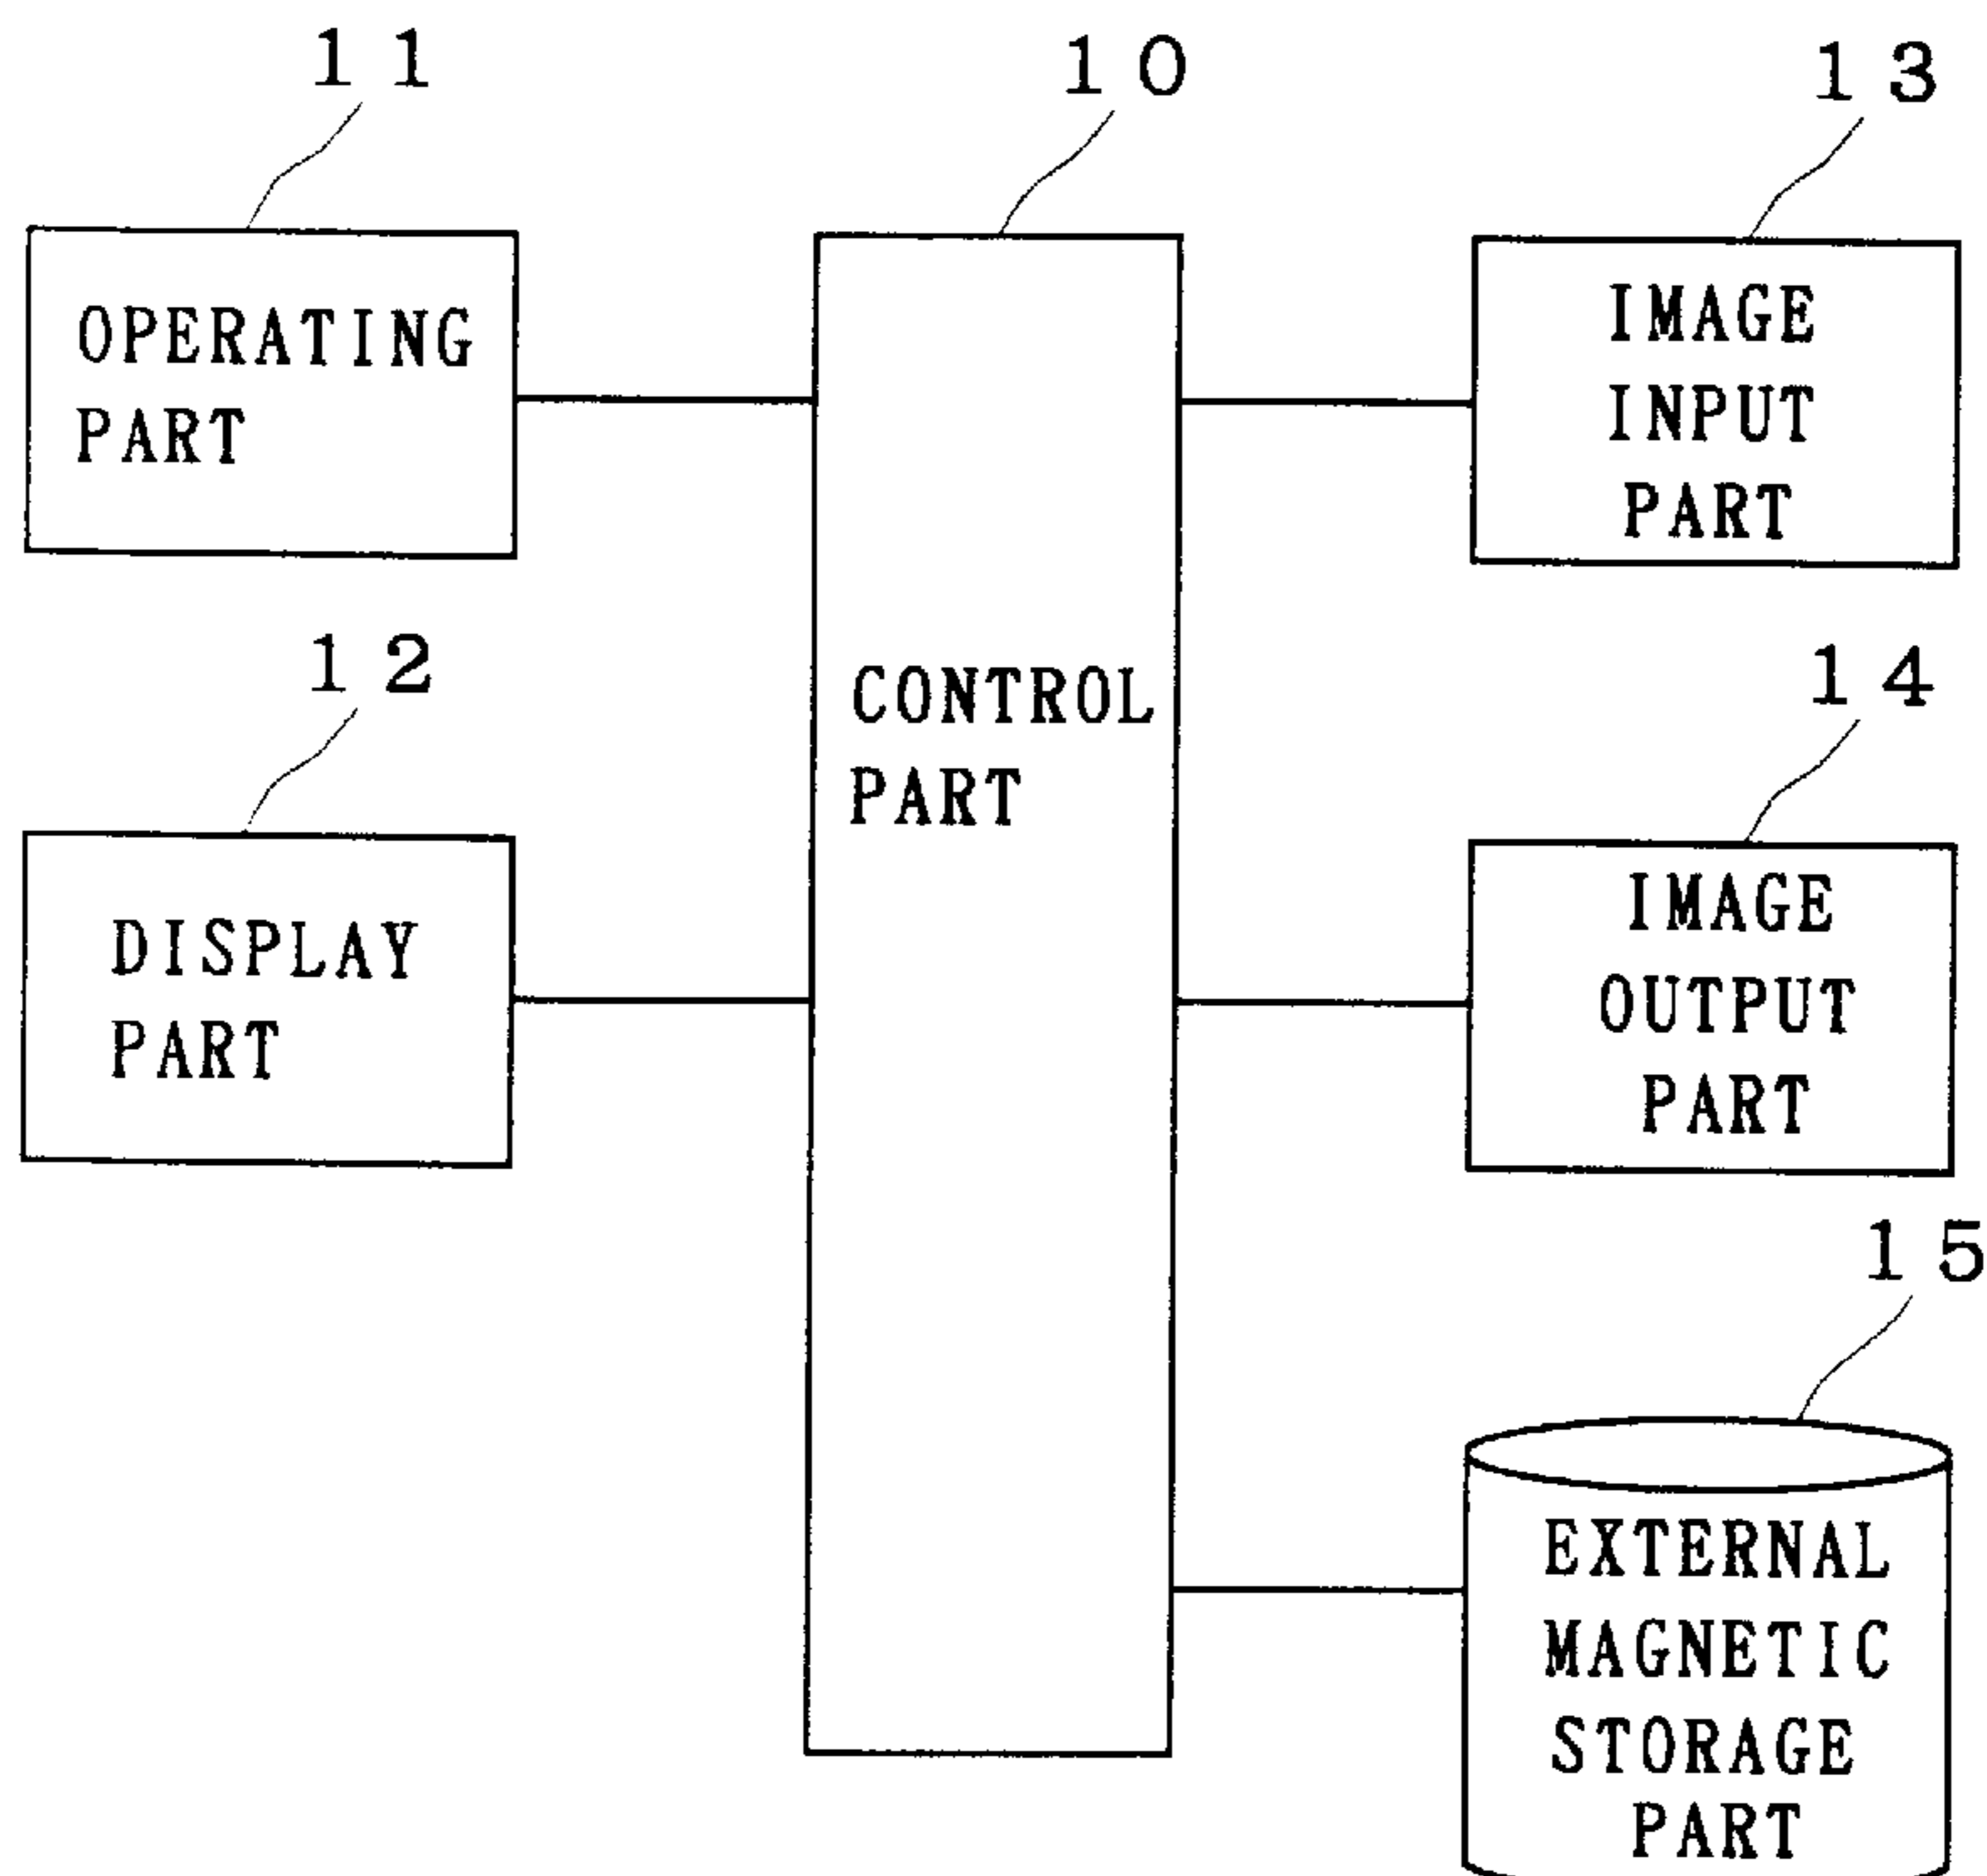 11
10
13
OPERATING
PART
IMAGE
INPUT
PART
12
CONTROL
PART
14
DISPLAY
PART
IMAGE
OUTPUT
PART
15
EXTERNAL
MAGNETIC
STORAGE
PART